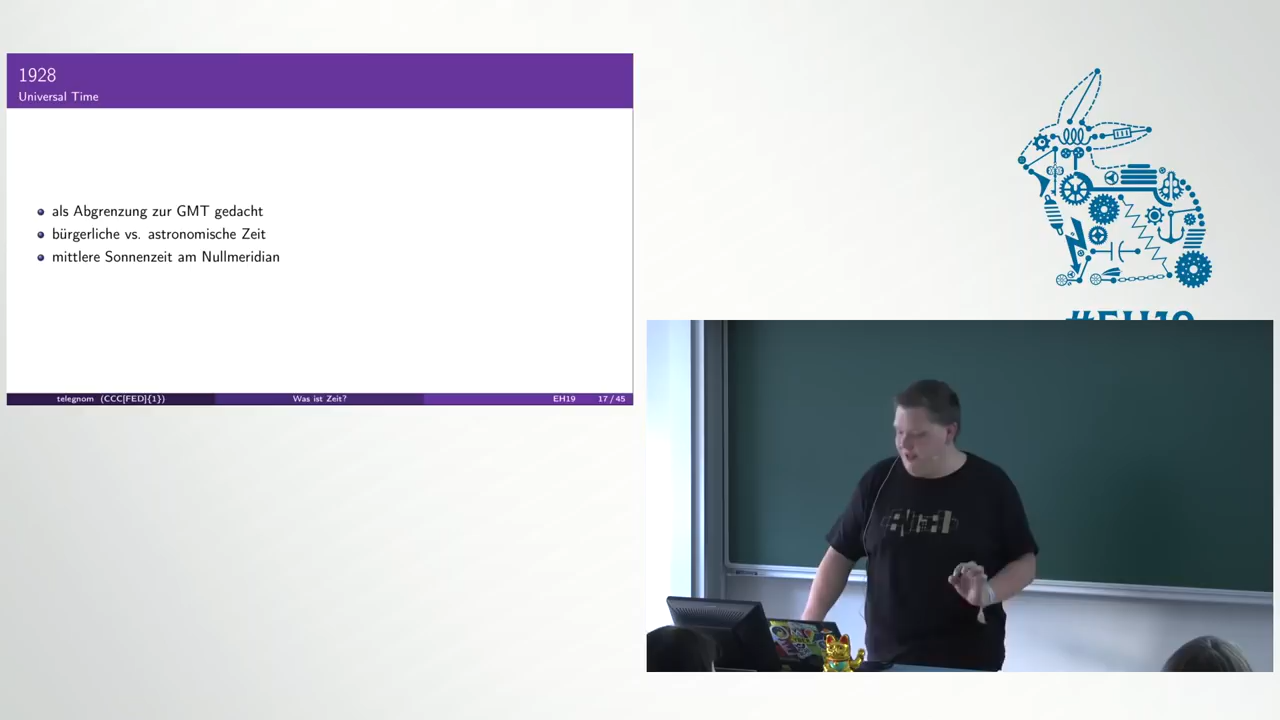 1928
Universal Time
als Abgrenzung zur GMT gedacht
bürgerliche vs. astronomische Zeit
mittlere Sonnenzeit am Nullmeridian
telegnom (CCC[FED]{1}) Was ist Zeit? EH19 17 / 45
#EH19